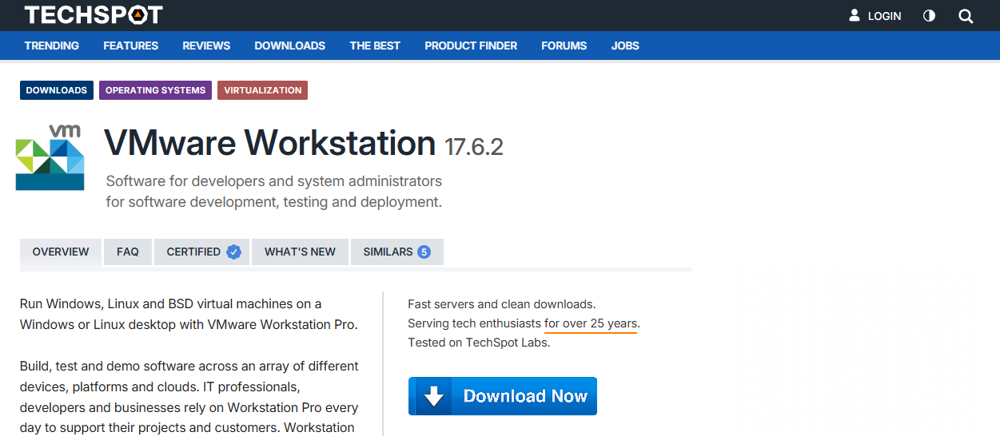 TECHSPOT
LOGIN
TRENDING FEATURES REVIEWS DOWNLOADS THE BEST PRODUCT FINDER FORUMS JOBS
DOWNLOADS OPERATING SYSTEMS VIRTUALIZATION
vm
VMware Workstation 17.6.2
Software for developers and system administrators
for software development, testing and deployment.
OVERVIEW FAQ CERTIFIED WHAT'S NEW SIMILARS 5
Run Windows, Linux and BSD virtual machines on a
Windows or Linux desktop with VMware Workstation Pro.
Build, test and demo software across an array of different
devices, platforms and clouds. IT professionals,
developers and businesses rely on Workstation Pro every
day to support their projects and customers. Workstation
Fast servers and clean downloads.
Serving tech enthusiasts for over 25 years.
Tested on TechSpot Labs.
Download Now